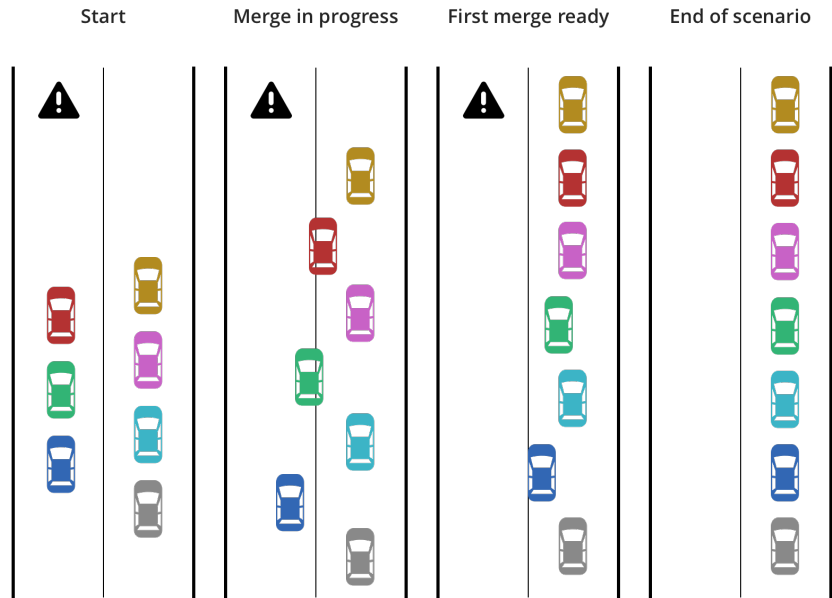 Start
Merge in progress
First merge ready
End of scenario